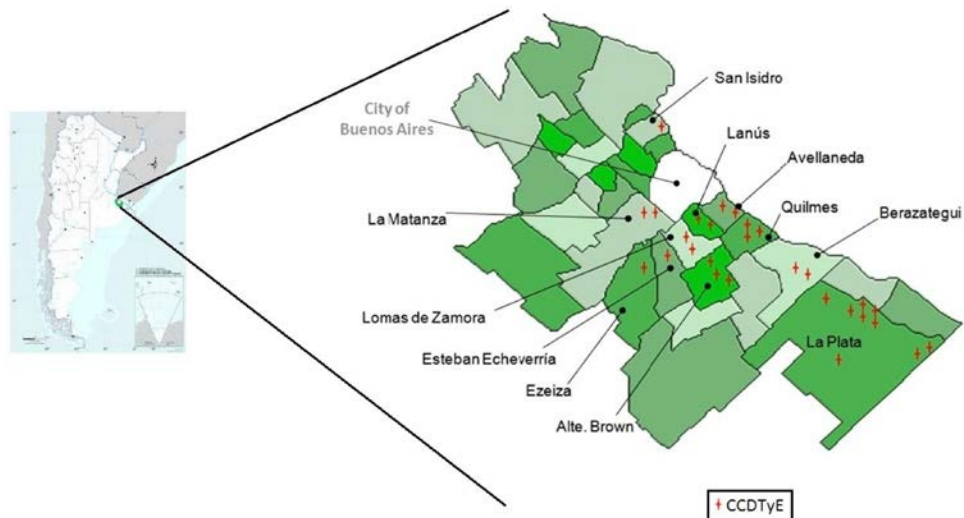 San Isidro
City of
Buenos Aires
Lanús
Avellaneda
Quilmes
Berazategui
La Matanza
Lomas de Zamora
Esteban Echeverría
Ezeiza
Alte. Brown
La Plata
CCDTyE